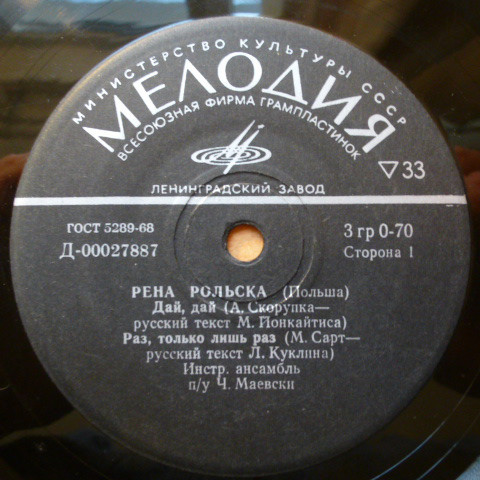 МИНИСТЕРСТВО КУЛЬТУРЫ СССР
МЕЛОДИЯ
ВСЕСОЮЗНАЯ ФИРМА ГРАМПЛАСТИНОК
▽33
ЛЕНИНГРАДСКИЙ ЗАВОД
ГОСТ 5289-68
Д-00027887
3 гр 0-70
Сторона 1
РЕНА РОЛЬСКА (Польша)
Дай, дай (А. Скорупка—
русский текст М. Йонкайтиса)
Раз, только лишь раз (М. Сарт—
русский текст Л. Куклина)
Инстр. ансамбль
п/у Ч. Маевски